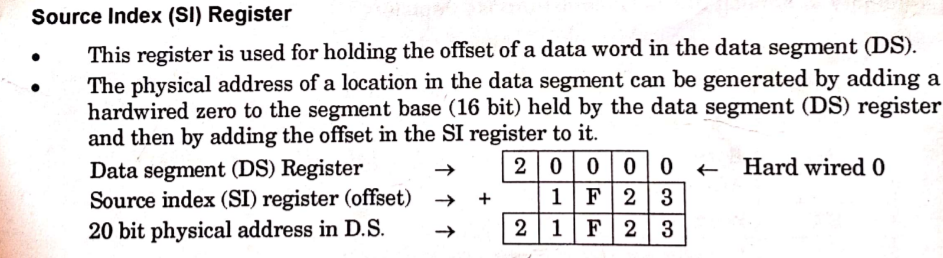 Source Index (SI) Register
• This register is used for holding the offset of a data word in the data segment (DS).
• The physical address of a location in the data segment can be generated by adding a
hardwired zero to the segment base (16 bit) held by the data segment (DS) register
and then by adding the offset in the SI register to it.
Data segment (DS) Register → 2 0 0 0 0 ← Hard wired 0
Source index (SI) register (offset) → + 1 F 2 3
20 bit physical address in D.S. → 2 1 F 2 3